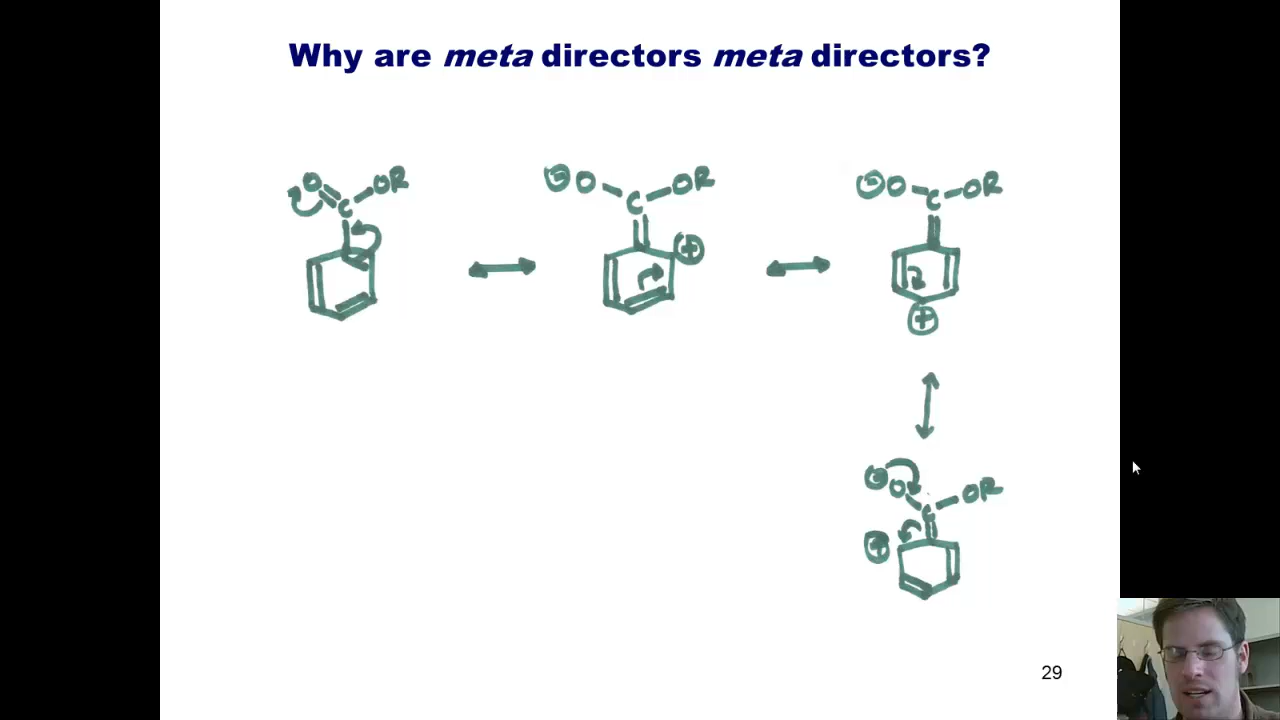 Why are meta directors meta directors?
O OR O OR O OR
C C C
O OR
C
29